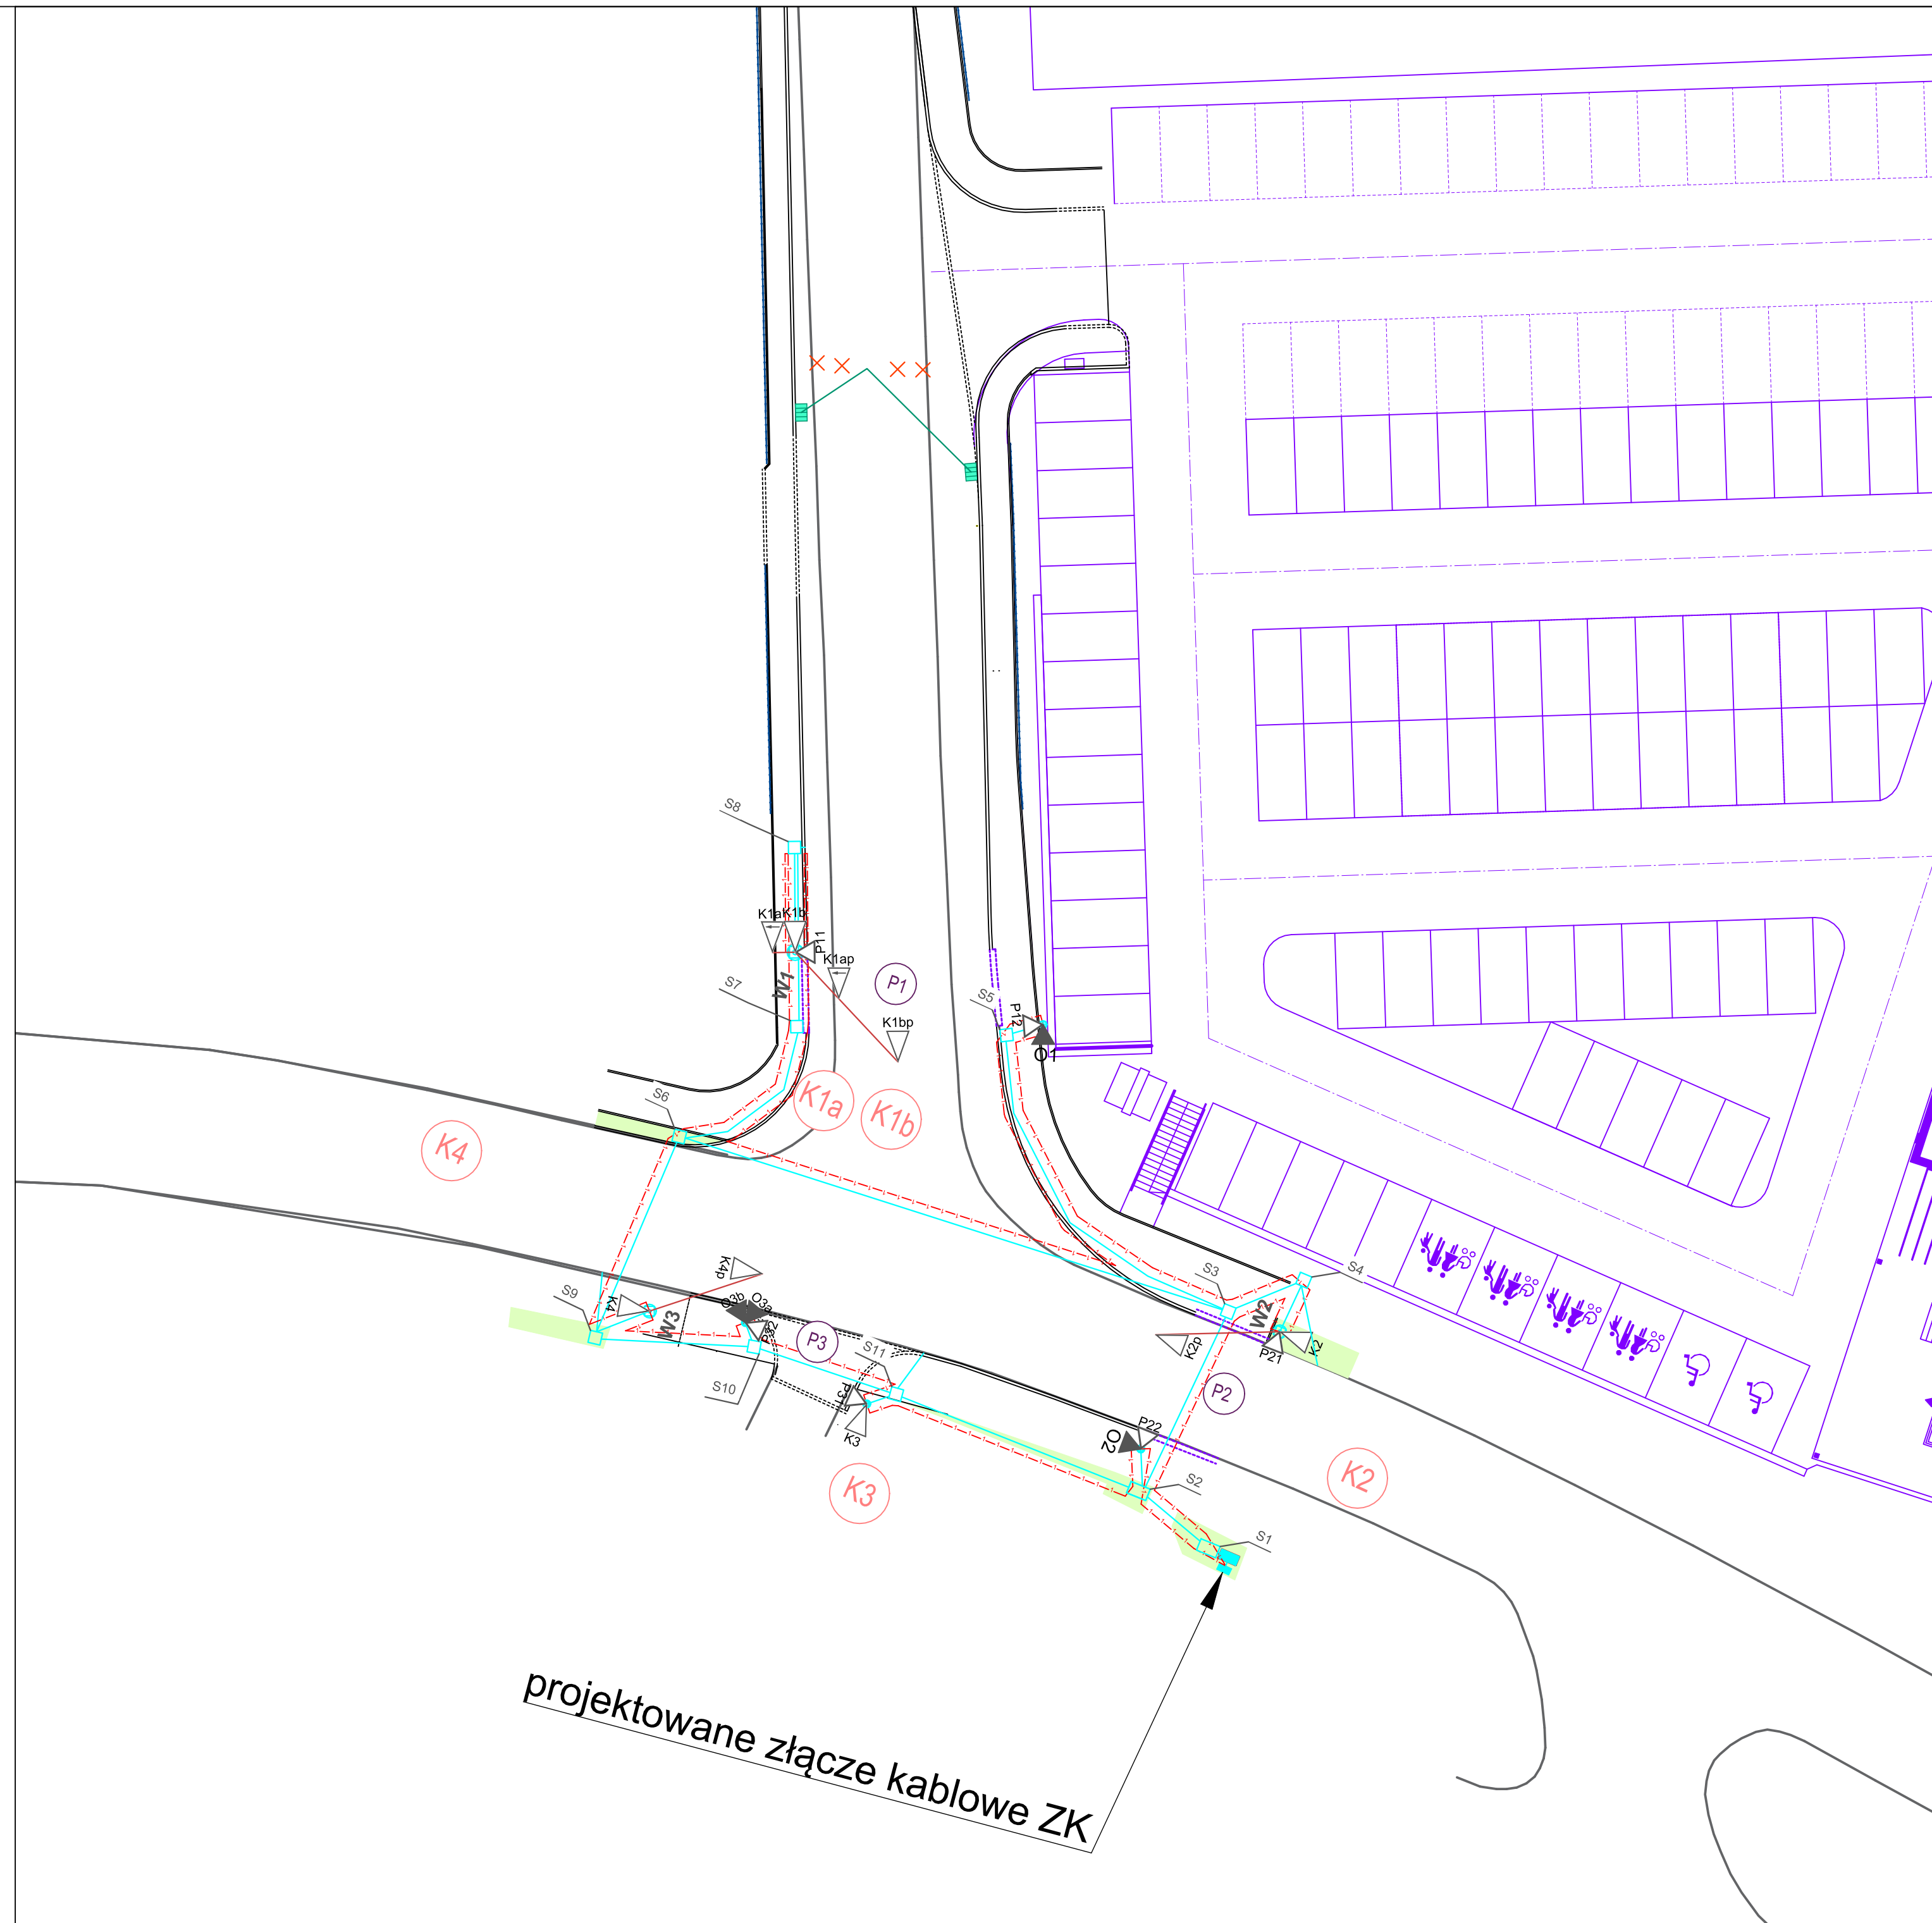 S8
K1a
K1b
P11
K1ap
W1
S7
P1
K1bp
S5
P12
O1
S6
K1a
K1b
K4
K4p
S9
K4
W3
O3b
O3a
P32
P3
S11
S10
P31
K3
K3
S3
S4
W2
K2p
P21
K2
P2
P22
O2
S2
K2
S1
projektowane złącze kablowe ZK